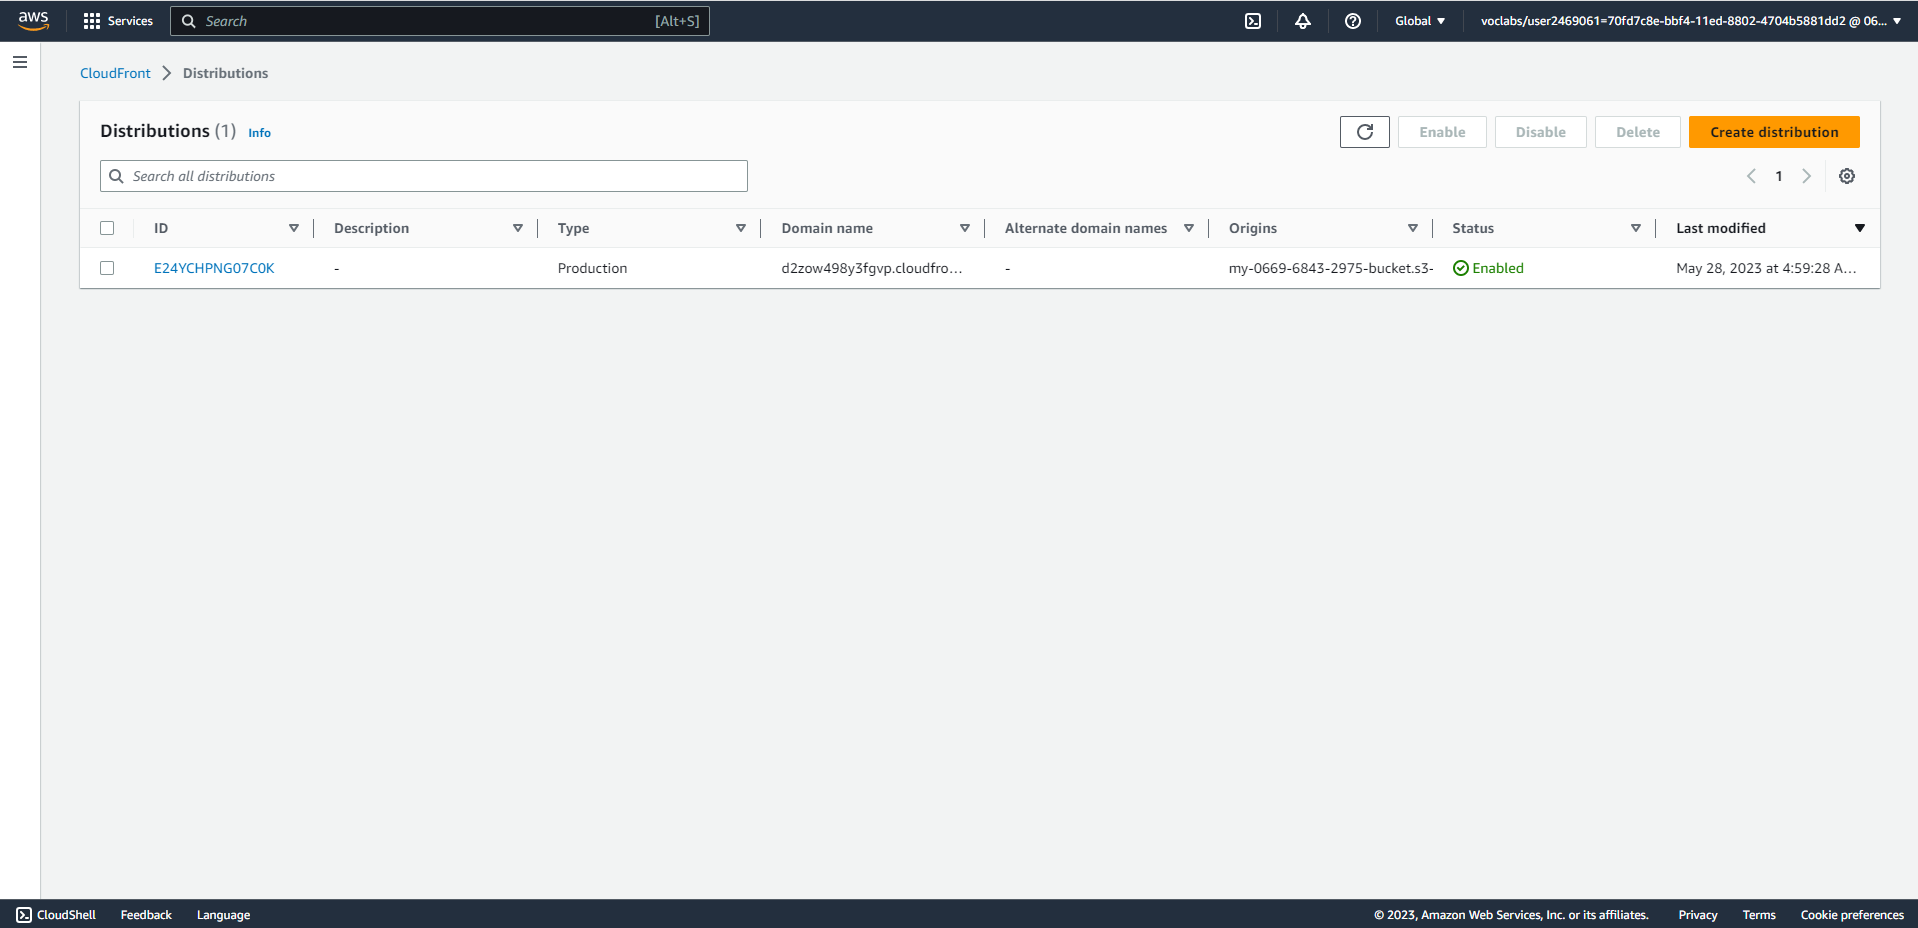 aws Services Search [Alt+S] Global voclabs/user2469061=70fd7c8e-bbf4-11ed-8802-4704b5881dd2 @ 06...
CloudFront Distributions
Distributions (1) Info Enable Disable Delete Create distribution
Search all distributions 1
ID Description Type Domain name Alternate domain names Origins Status Last modified
E24YCHPNG07C0K - Production d2zow498y3fgvp.cloudfro... - my-0669-6843-2975-bucket.s3- Enabled May 28, 2023 at 4:59:28 A...
CloudShell Feedback Language © 2023, Amazon Web Services, Inc. or its affiliates. Privacy Terms Cookie preferences